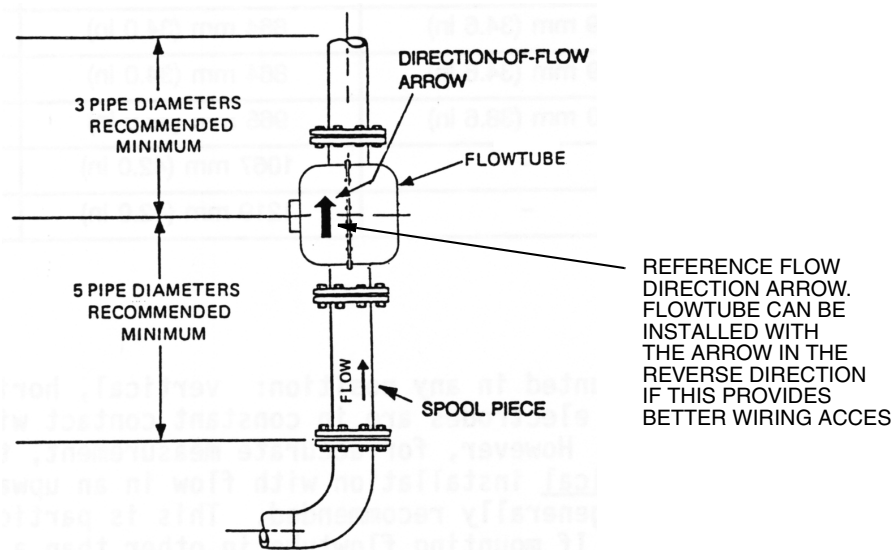 DIRECTION-OF-FLOW
ARROW
3 PIPE DIAMETERS
RECOMMENDED
MINIMUM
FLOWTUBE
5 PIPE DIAMETERS
RECOMMENDED
MINIMUM
REFERENCE FLOW
DIRECTION ARROW.
FLOWTUBE CAN BE
INSTALLED WITH
THE ARROW IN THE
REVERSE DIRECTION
IF THIS PROVIDES
BETTER WIRING ACCES
FLOW
SPOOL PIECE